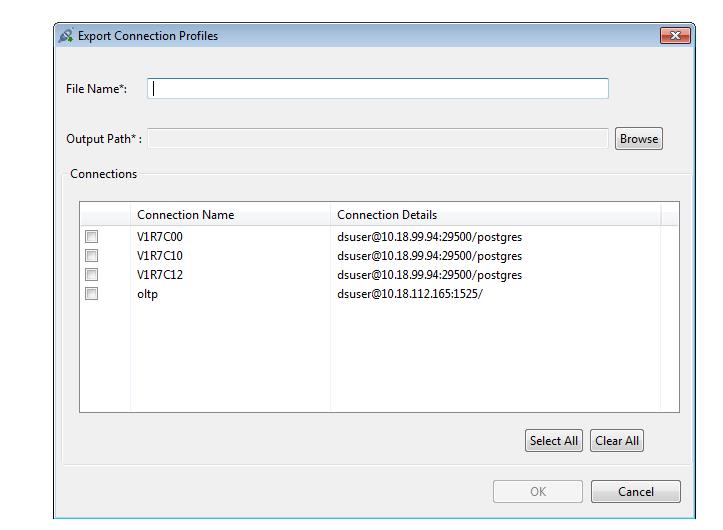 Export Connection Profiles
File Name*:
Output Path* : Browse
Connections
Connection Name Connection Details
V1R7C00 dsuser@10.18.99.94:29500/postgres
V1R7C10 dsuser@10.18.99.94:29500/postgres
V1R7C12 dsuser@10.18.99.94:29500/postgres
oltp dsuser@10.18.112.165:1525/
Select All Clear All
OK Cancel